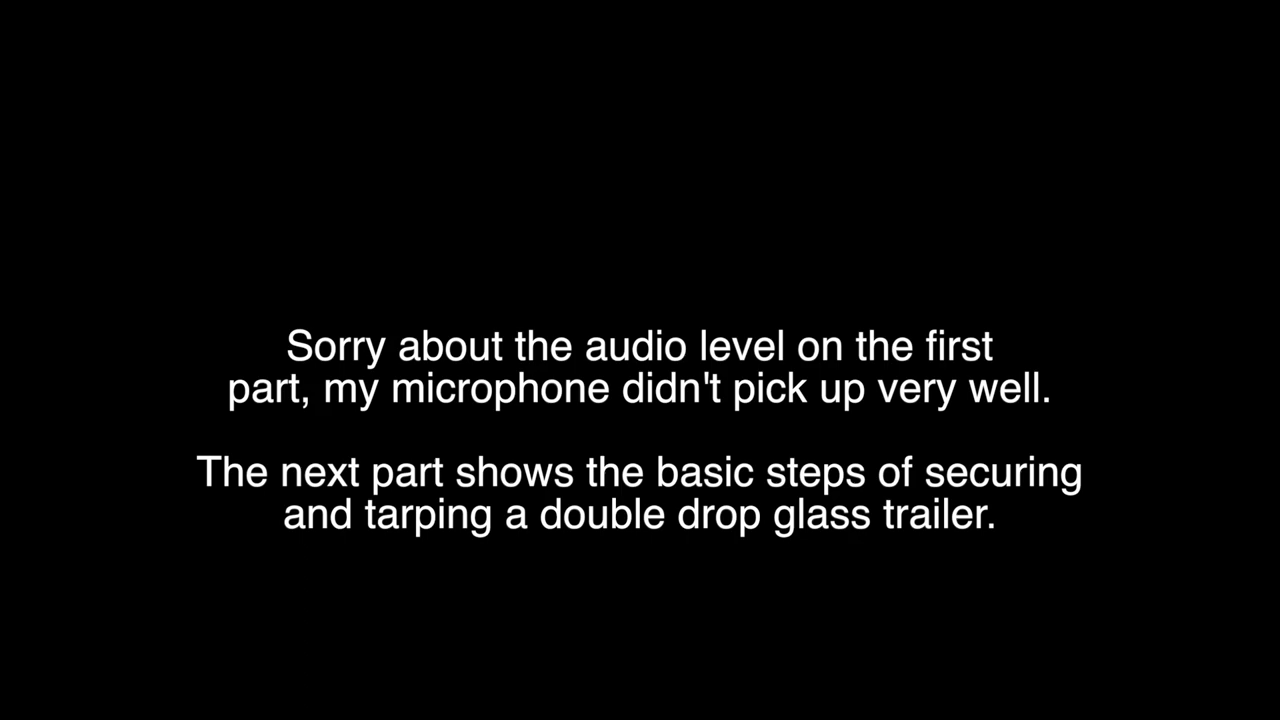 Sorry about the audio level on the first
part, my microphone didn't pick up very well.
The next part shows the basic steps of securing
and tarping a double drop glass trailer.